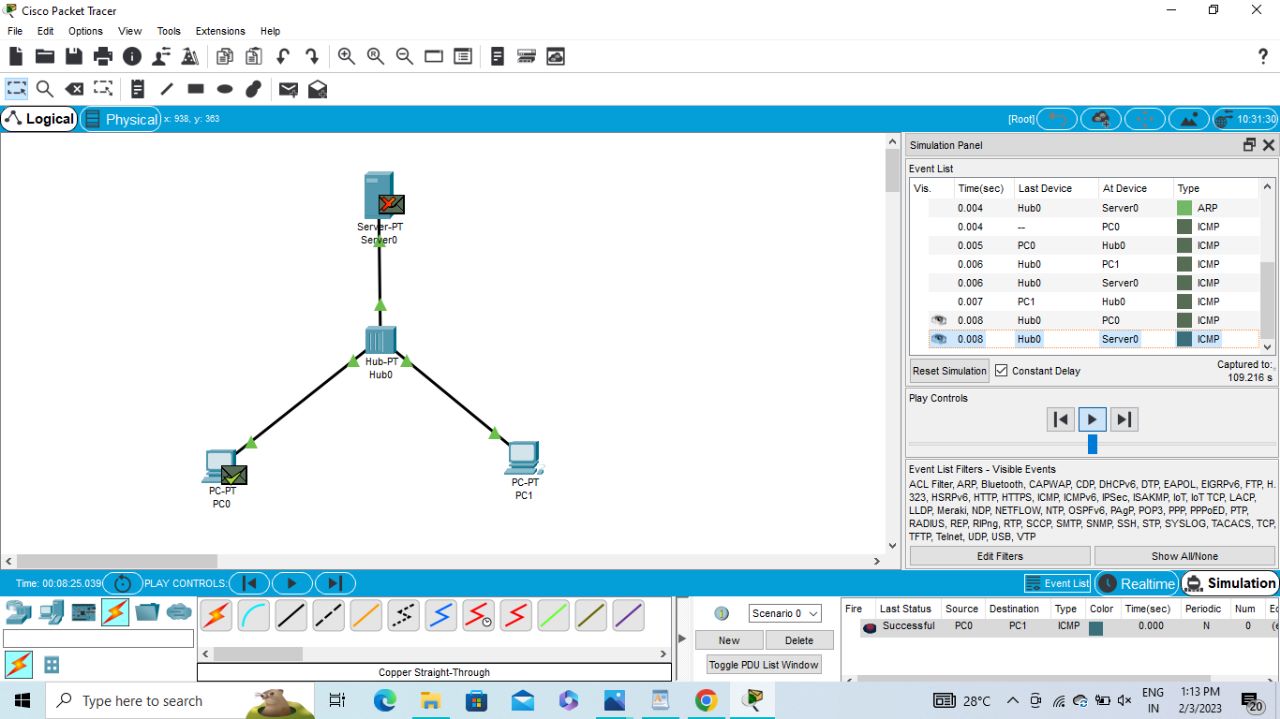 Cisco Packet Tracer
File Edit Options View Tools Extensions Help
?
Logical Physical x: 938, y: 363 [Root] 10:31:30
Server-PT
Server0
Hub-PT
Hub0
PC-PT
PC0
PC-PT
PC1
Simulation Panel
Event List
Vis. Time(sec) Last Device At Device Type
0.004 Hub0 Server0 ARP
0.004 -- PC0 ICMP
0.005 PC0 Hub0 ICMP
0.006 Hub0 PC1 ICMP
0.006 Hub0 Server0 ICMP
0.007 PC1 Hub0 ICMP
0.008 Hub0 PC0 ICMP
0.008 Hub0 Server0 ICMP
Reset Simulation Constant Delay Captured to:
109.216 s
Play Controls
Event List Filters - Visible Events
ACL Filter, ARP, Bluetooth, CAPWAP, CDP, DHCPv6, DTP, EAPOL, EIGRPv6, FTP, H.
323, HSRPv6, HTTP, HTTPS, ICMP, ICMPv6, IPSec, ISAKMP, IoT, IoT TCP, LACP,
LLDP, Meraki, NDP, NETFLOW, NTP, OSPFv6, PAgP, POP3, PPP, PPPoED, PTP,
RADIUS, REP, RIPng, RTP, SCCP, SMTP, SNMP, SSH, STP, SYSLOG, TACACS, TCP,
TFTP, Telnet, UDP, USB, VTP
Edit Filters Show All/None
Time: 00:08:25.039 PLAY CONTROLS: Event List Realtime Simulation
Scenario 0
New Delete
Toggle PDU List Window
Fire Last Status Source Destination Type Color Time(sec) Periodic Num
Successful PC0 PC1 ICMP 0.000 N 0
Copper Straight-Through
Type here to search
28°C
ENG
IN
1:13 PM
2/3/2023
20